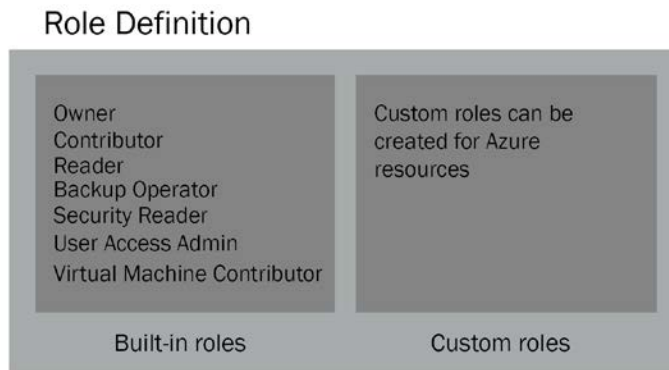 Role Definition
Owner
Contributor
Reader
Backup Operator
Security Reader
User Access Admin
Virtual Machine Contributor
Built-in roles
Custom roles can be
created for Azure
resources
Custom roles